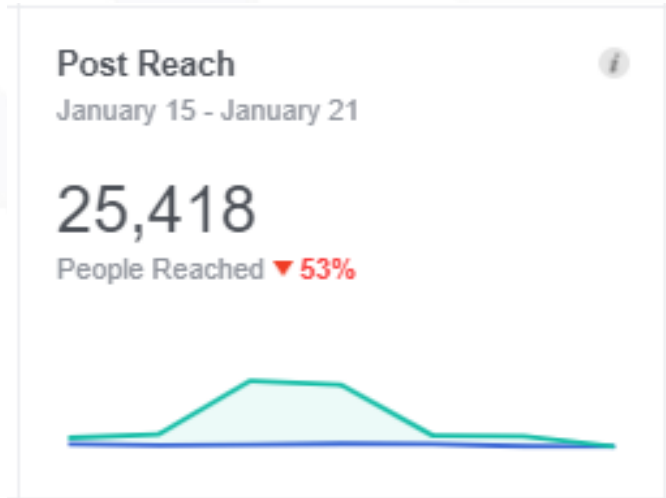 Post Reach
i
January 15 - January 21
25,418
People Reached ▼ 53%